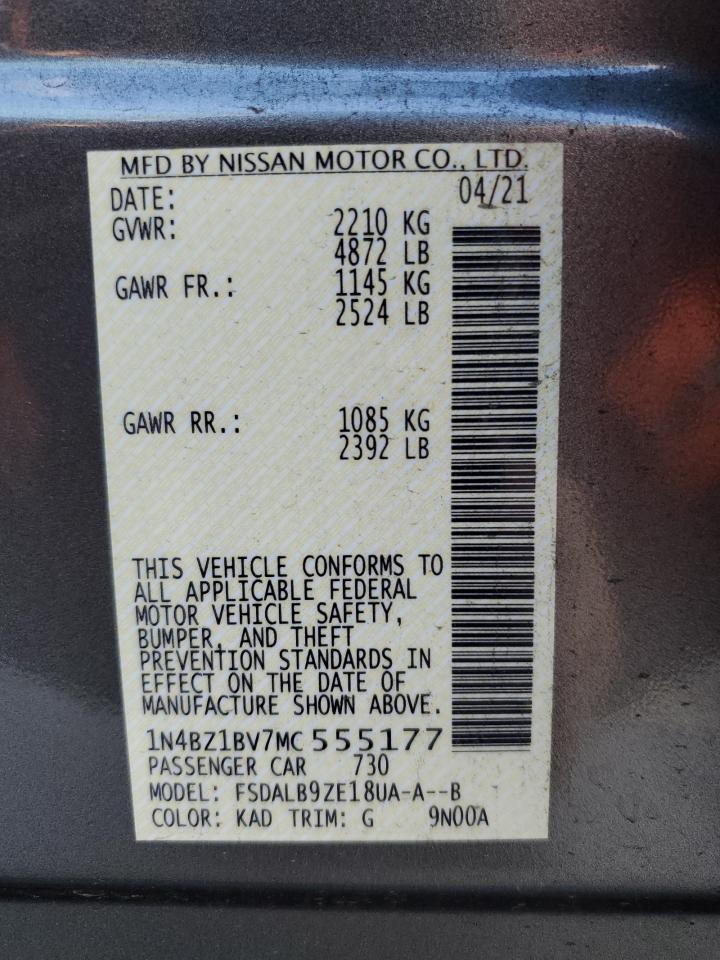 MFD BY NISSAN MOTOR CO., LTD.
DATE: 04/21
GVWR: 2210 KG
4872 LB
GAWR FR.: 1145 KG
2524 LB
GAWR RR.: 1085 KG
2392 LB
THIS VEHICLE CONFORMS TO
ALL APPLICABLE FEDERAL
MOTOR VEHICLE SAFETY,
BUMPER, AND THEFT
PREVENTION STANDARDS IN
EFFECT ON THE DATE OF
MANUFACTURE SHOWN ABOVE.
1N4BZ1BV7MC 555177
PASSENGER CAR 730
MODEL: FSDALB9ZE18UA-A--B
COLOR: KAD TRIM: G 9N00A